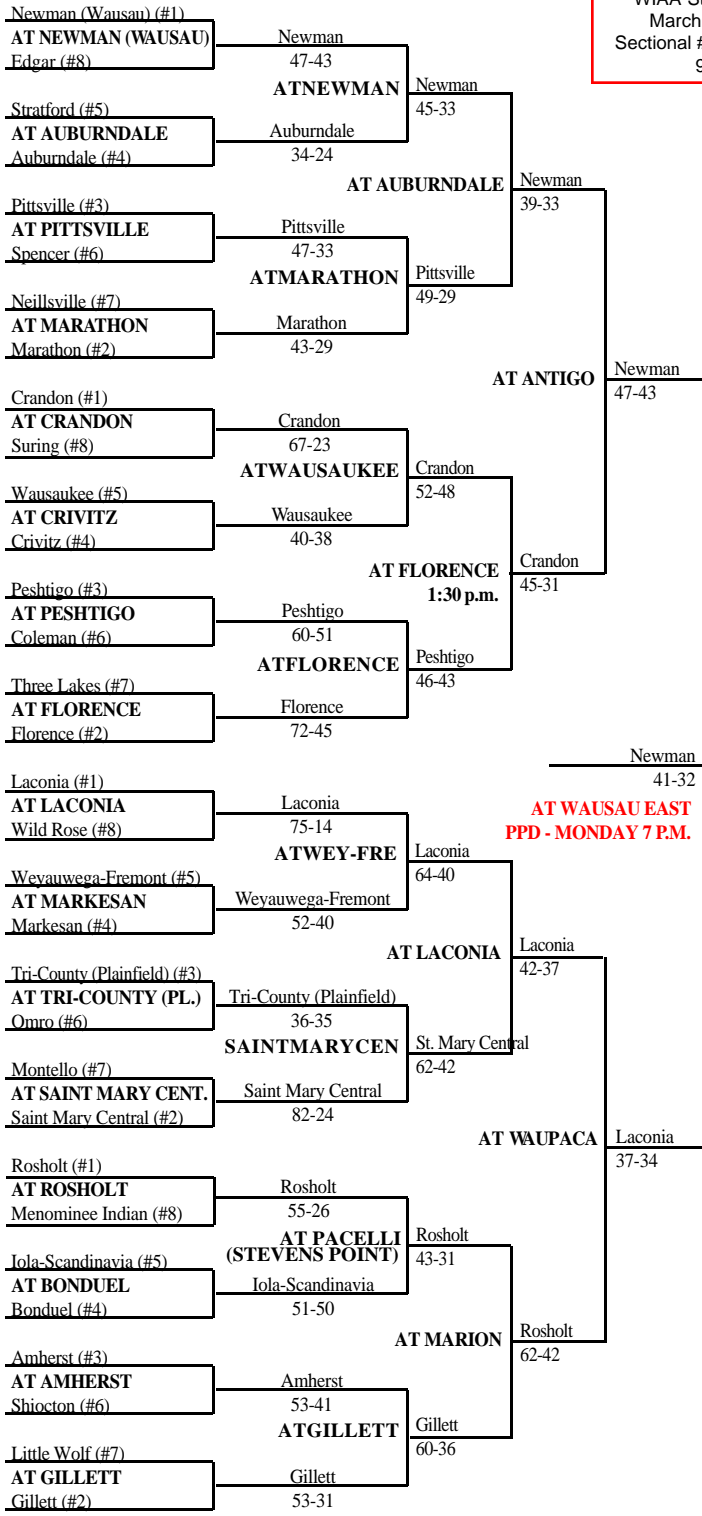 Newman (Wausau) (#1)
AT NEWMAN (WAUSAU)
Edgar (#8)
Stratford (#5)
AT AUBURNDALE
Auburndale (#4)
Pittsville (#3)
AT PITTSVILLE
Spencer (#6)
Neillsville (#7)
AT MARATHON
Marathon (#2)
Crandon (#1)
AT CRANDON
Suring (#8)
Wausaukee (#5)
AT CRIVITZ
Crivitz (#4)
Peshtigo (#3)
AT PESHTIGO
Coleman (#6)
Three Lakes (#7)
AT FLORENCE
Florence (#2)
Laconia (#1)
AT LACONIA
Wild Rose (#8)
Weyauwega-Fremont (#5)
AT MARKESAN
Markesan (#4)
Tri-County (Plainfield) (#3)
AT TRI-COUNTY (PL.)
Omro (#6)
Montello (#7)
AT SAINT MARY CENT.
Saint Mary Central (#2)
Rosholt (#1)
AT ROSHOLT
Menominee Indian (#8)
Iola-Scandinavia (#5)
AT BONDUEL
Bonduel (#4)
Amherst (#3)
AT AMHERST
Shiocton (#6)
Little Wolf (#7)
AT GILLETT
Gillett (#2)
Newman
47-43
ATNEWMAN
Auburndale
34-24
Pittsville
47-33
ATMARATHON
Marathon
43-29
Crandon
67-23
ATWAUSAUKEE
Wausaukee
40-38
Peshtigo
60-51
ATFLORENCE
Florence
72-45
Laconia
75-14
ATWEY-FRE
Weyauwega-Fremont
52-40
Tri-County (Plainfield)
36-35
SAINTMARYCEN
Saint Mary Central
82-24
Rosholt
55-26
AT PACELLI
(STEVENS POINT)
Iola-Scandinavia
51-50
Amherst
53-41
ATGILLETT
Gillett
53-31
Newman
45-33
AT AUBURNDALE
Pittsville
49-29
Crandon
52-48
AT FLORENCE
1:30 p.m.
Peshtigo
46-43
Laconia
64-40
AT LACONIA
St. Mary Central
62-42
Rosholt
43-31
AT MARION
Gillett
60-36
Newman
39-33
AT ANTIGO
Crandon
45-31
Laconia
42-37
AT WAUPACA
Rosholt
62-42
Newman
47-43
Newman
41-32
AT WAUSAU EAST
PPD - MONDAY 7 P.M.
Laconia
37-34
March
Sectional #